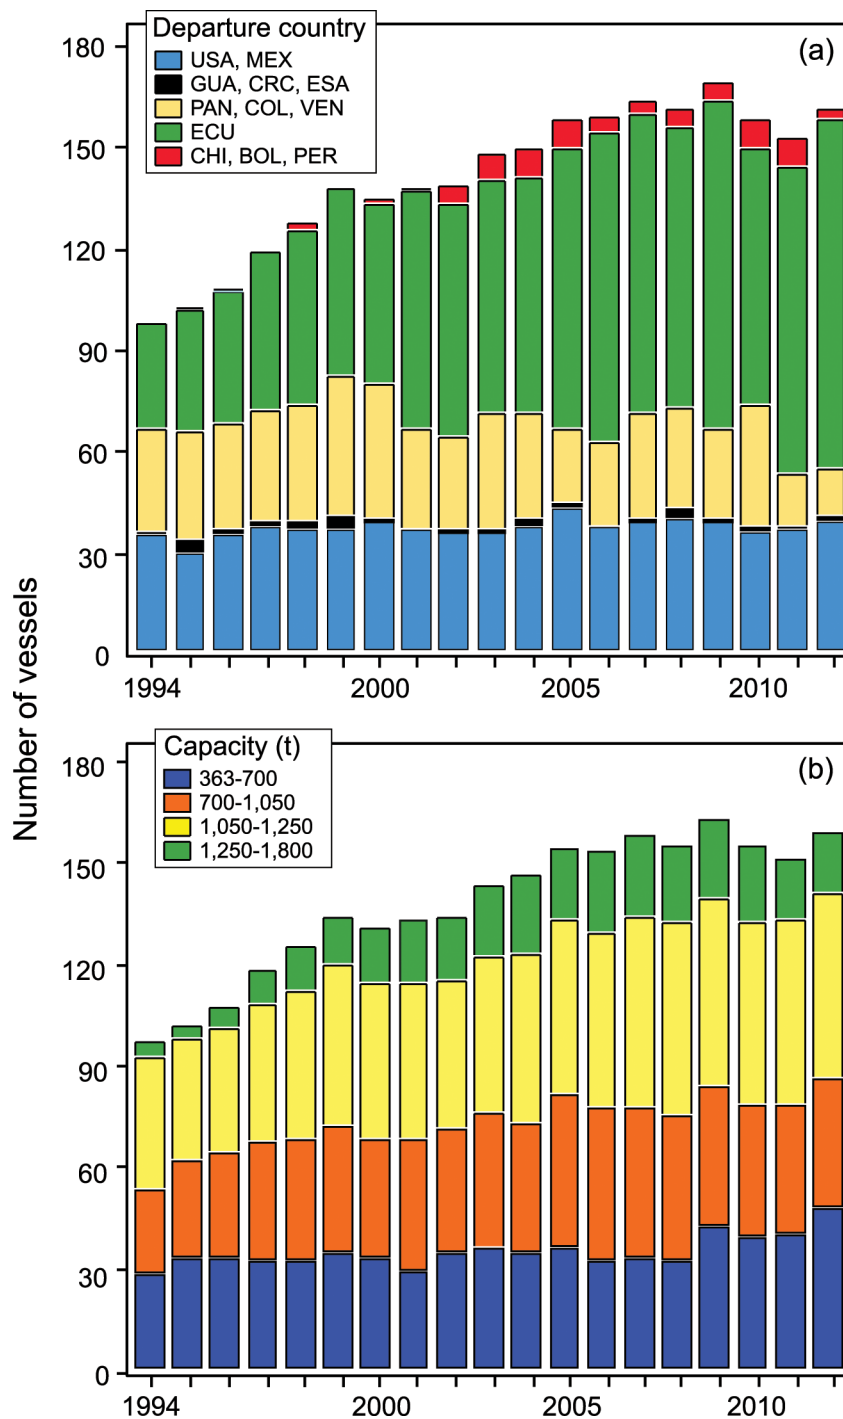 Departure country
USA, MEX
GUA, CRC, ESA
PAN, COL, VEN
ECU
CHI, BOL, PER
(a)
180
150
120
90
60
30
0
1994
2000
2005
2010
Number of vessels
Capacity (t)
363-700
700-1,050
1,050-1,250
1,250-1,800
(b)
180
150
120
90
60
30
0
1994
2000
2005
2010